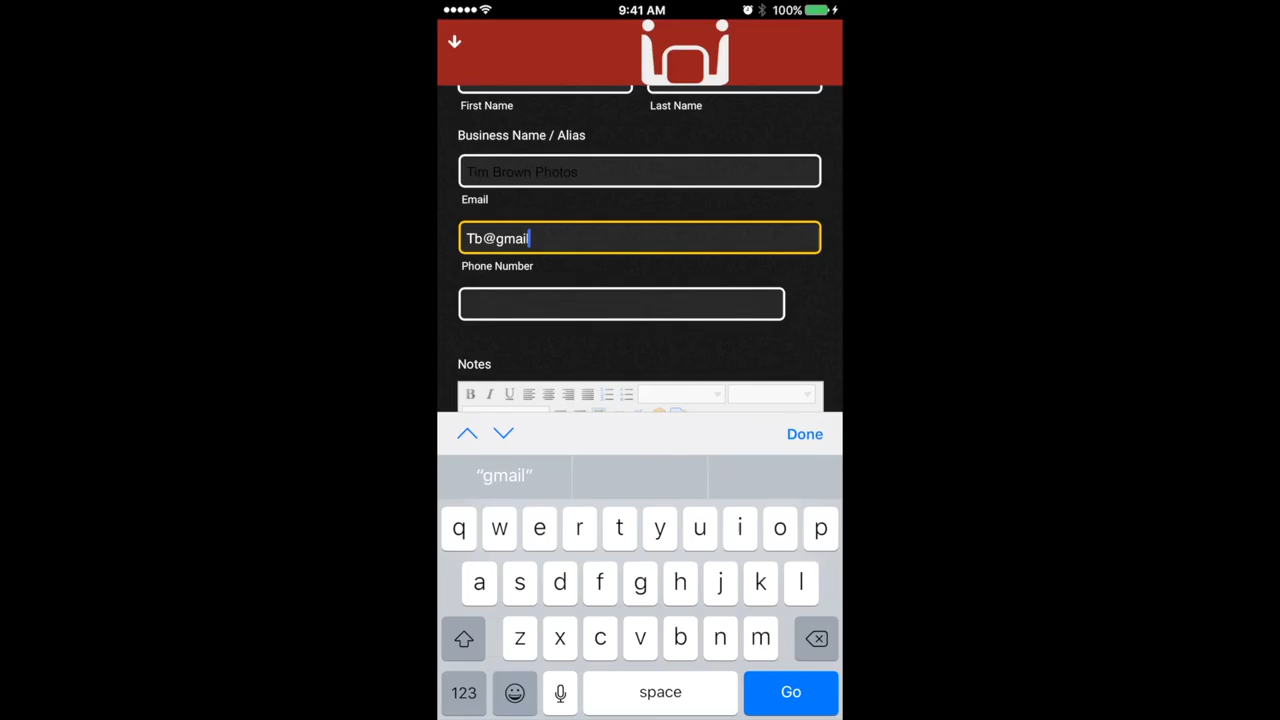 9:41 AM
100%
First Name
Last Name
Business Name / Alias
Tim Brown Photos
Email
Tb@gmail
Phone Number
Notes
B I U
Done
“gmail”
q w e r t y u i o p
a s d f g h j k l
z x c v b n m
123
space
Go